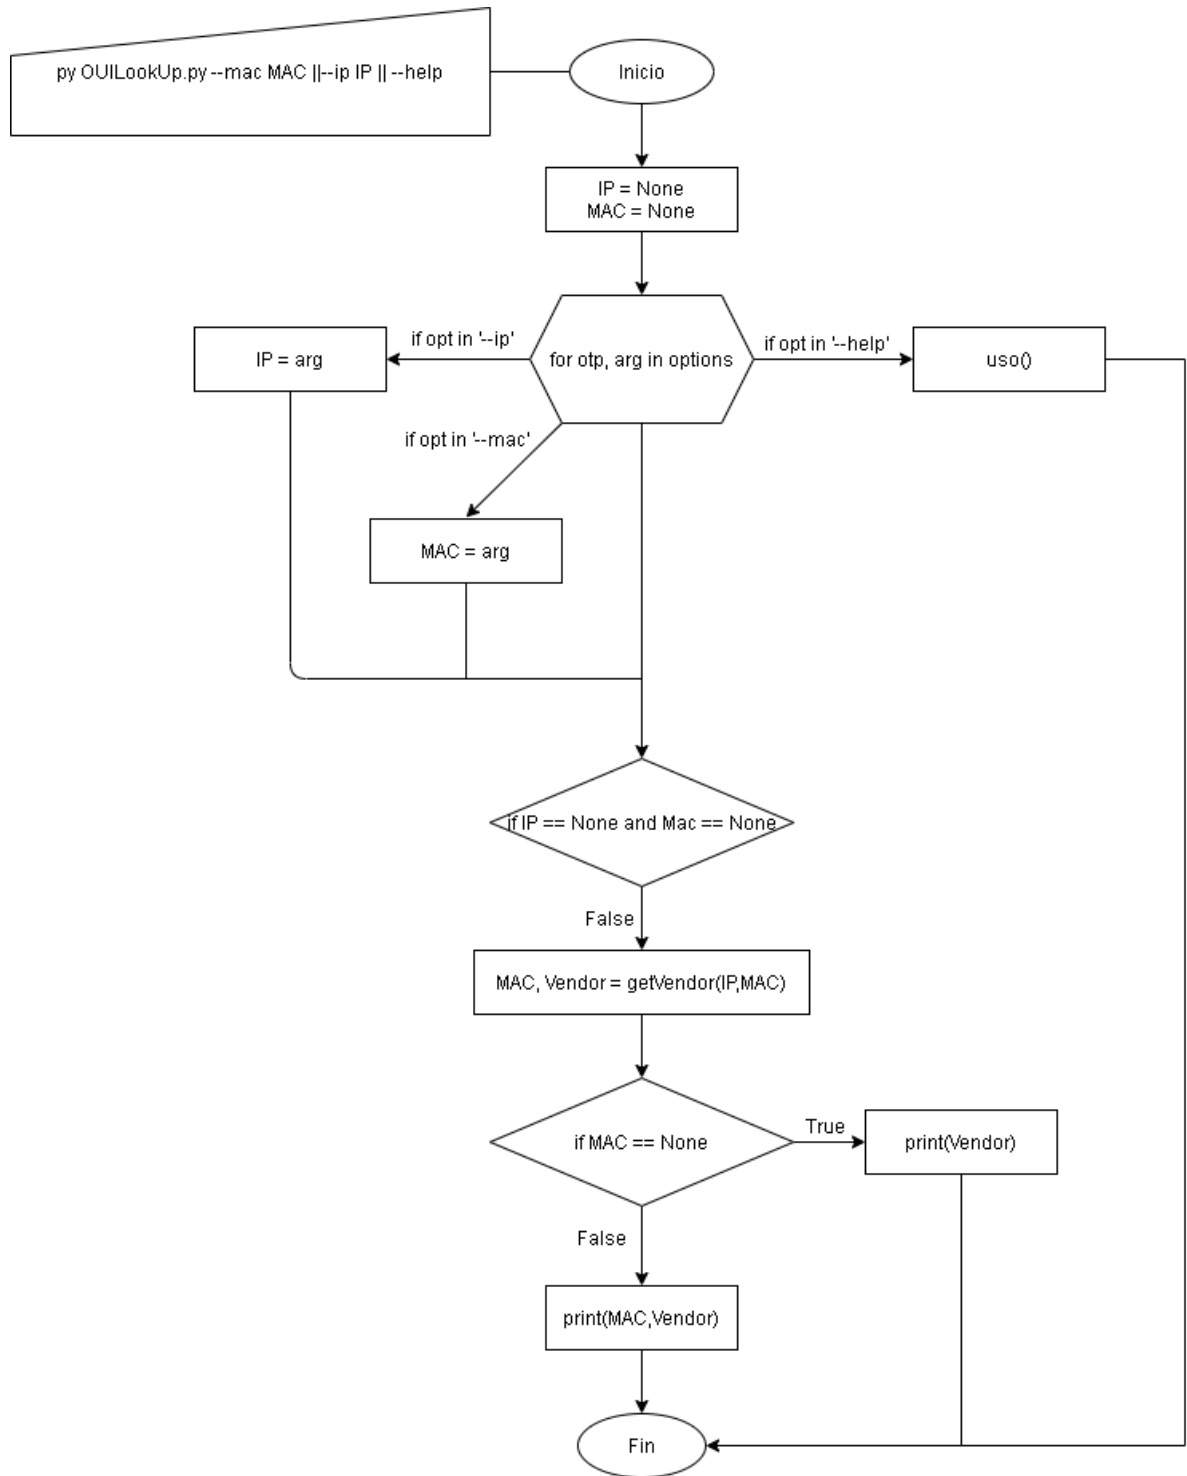 py OUILookUp.py --mac MAC ||--ip IP || --help
Inicio
IP = None
MAC = None
if opt in '--ip'
for otp, arg in options
if opt in '--help'
IP = arg
uso()
if opt in '--mac'
MAC = arg
if IP == None and Mac == None
False
MAC, Vendor = getVendor(IP,MAC)
if MAC == None
True
print(Vendor)
False
print(MAC,Vendor)
Fin